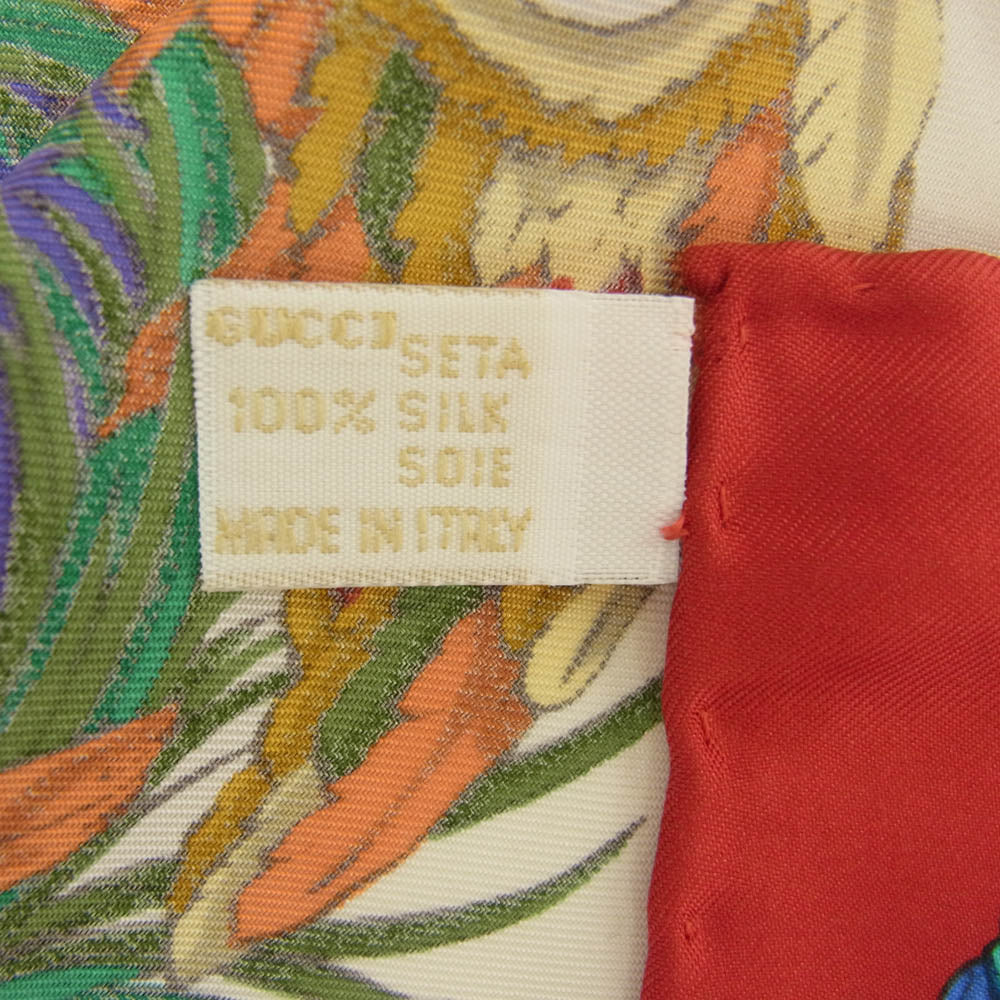 GUCCI
SETA
100% SILK
SOIE
MADE IN ITALY